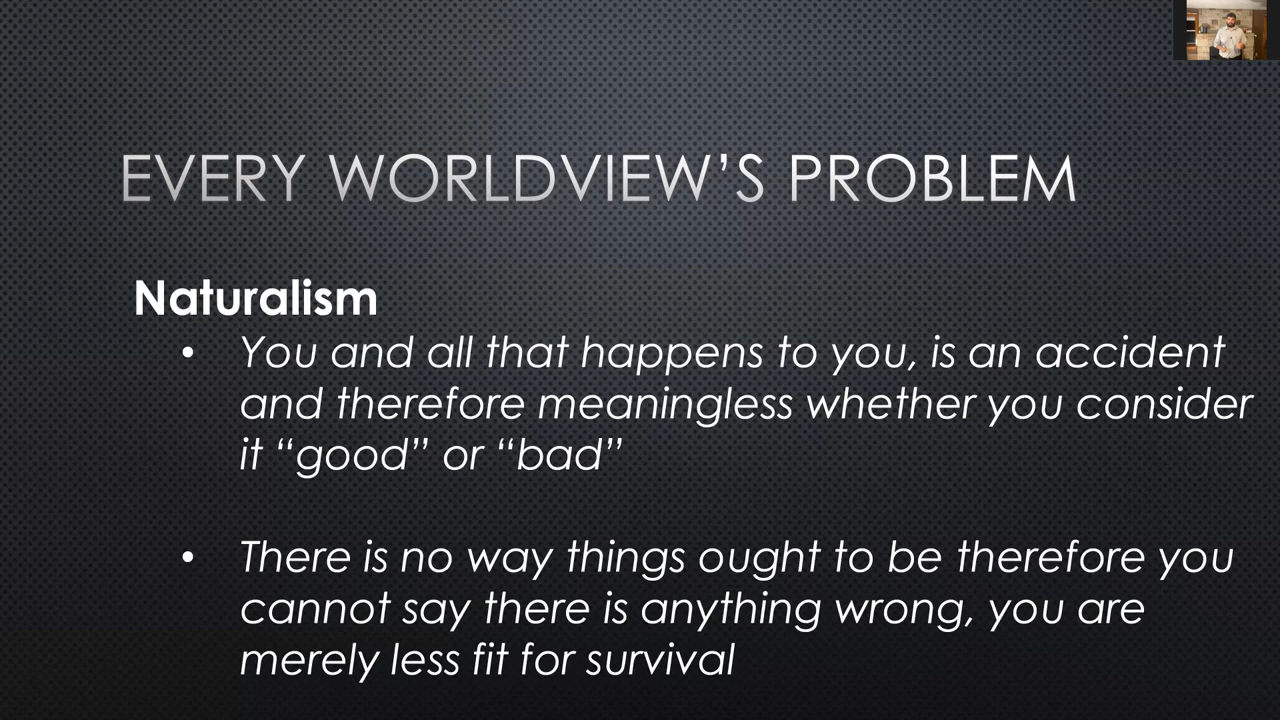 EVERY WORLDVIEW’S PROBLEM
Naturalism
• You and all that happens to you, is an accident
and therefore meaningless whether you consider
it “good” or “bad”
• There is no way things ought to be therefore you
cannot say there is anything wrong, you are
merely less fit for survival